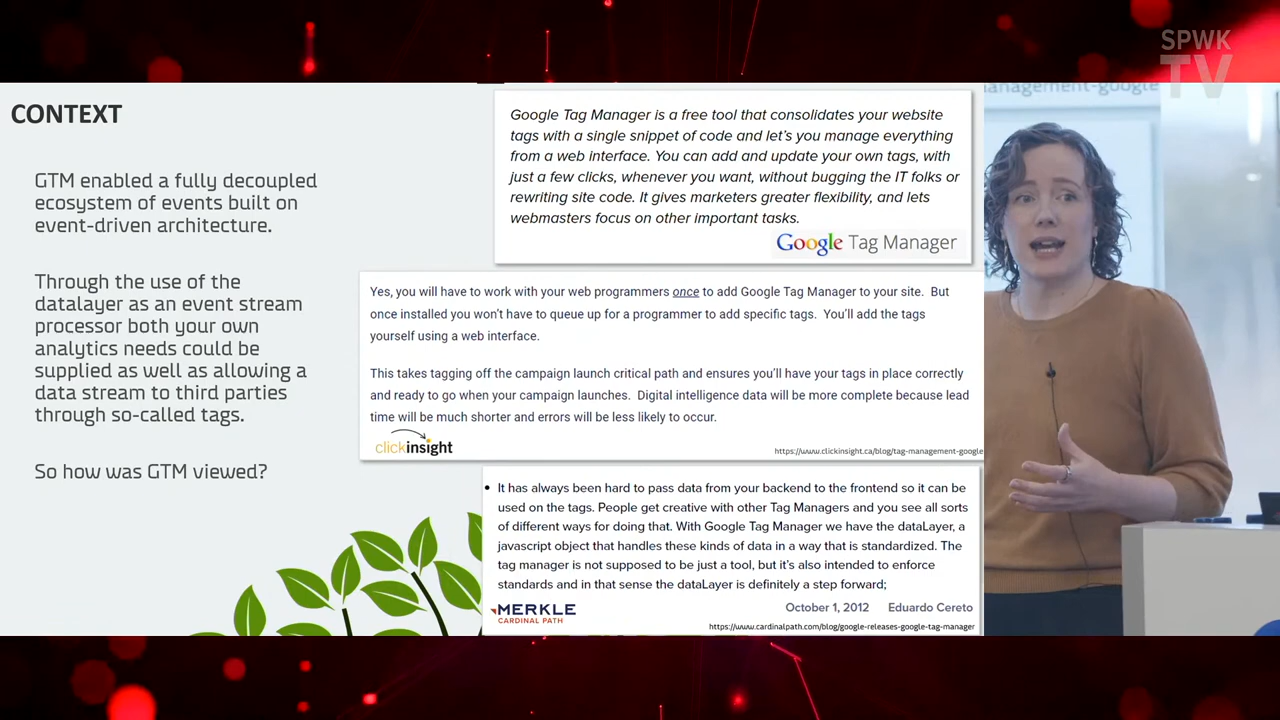 SPWK
TV
CONTEXT
GTM enabled a fully decoupled
ecosystem of events built on
event-driven architecture.
Through the use of the
datalayer as an event stream
processor both your own
analytics needs could be
supplied as well as allowing a
data stream to third parties
through so-called tags.
So how was GTM viewed?
Google Tag Manager is a free tool that consolidates your website
tags with a single snippet of code and let's you manage everything
from a web interface. You can add and update your own tags, with
just a few clicks, whenever you want, without bugging the IT folks or
rewriting site code. It gives marketers greater flexibility, and lets
webmasters focus on other important tasks.
Google Tag Manager
Yes, you will have to work with your web programmers once to add Google Tag Manager to your site. But
once installed you won't have to queue up for a programmer to add specific tags. You'll add the tags
yourself using a web interface.
This takes tagging off the campaign launch critical path and ensures you'll have your tags in place correctly
and ready to go when your campaign launches. Digital intelligence data will be more complete because lead
time will be much shorter and errors will be less likely to occur.
clickinsight
https://www.clickinsight.ca/blog/tag-management-google
• It has always been hard to pass data from your backend to the frontend so it can be
used on the tags. People get creative with other Tag Managers and you see all sorts
of different ways for doing that. With Google Tag Manager we have the dataLayer, a
javascript object that handles these kinds of data in a way that is standardized. The
tag manager is not supposed to be just a tool, but it's also intended to enforce
standards and in that sense the dataLayer is definitely a step forward;
MERKLE
CARDINAL PATH
October 1, 2012 Eduardo Cereto
https://www.cardinalpath.com/blog/google-releases-google-tag-manager
anagement-google